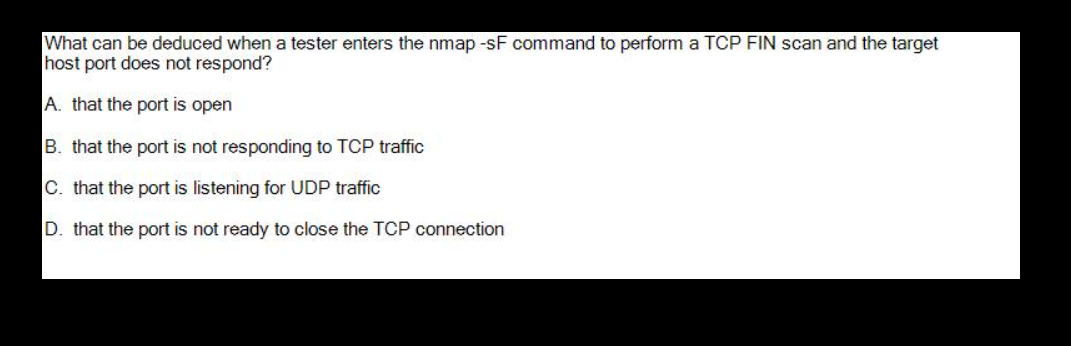 What can be deduced when a tester enters the nmap -sF command to perform a TCP FIN scan and the target
host port does not respond?
A. that the port is open
B. that the port is not responding to TCP traffic
C. that the port is listening for UDP traffic
D. that the port is not ready to close the TCP connection